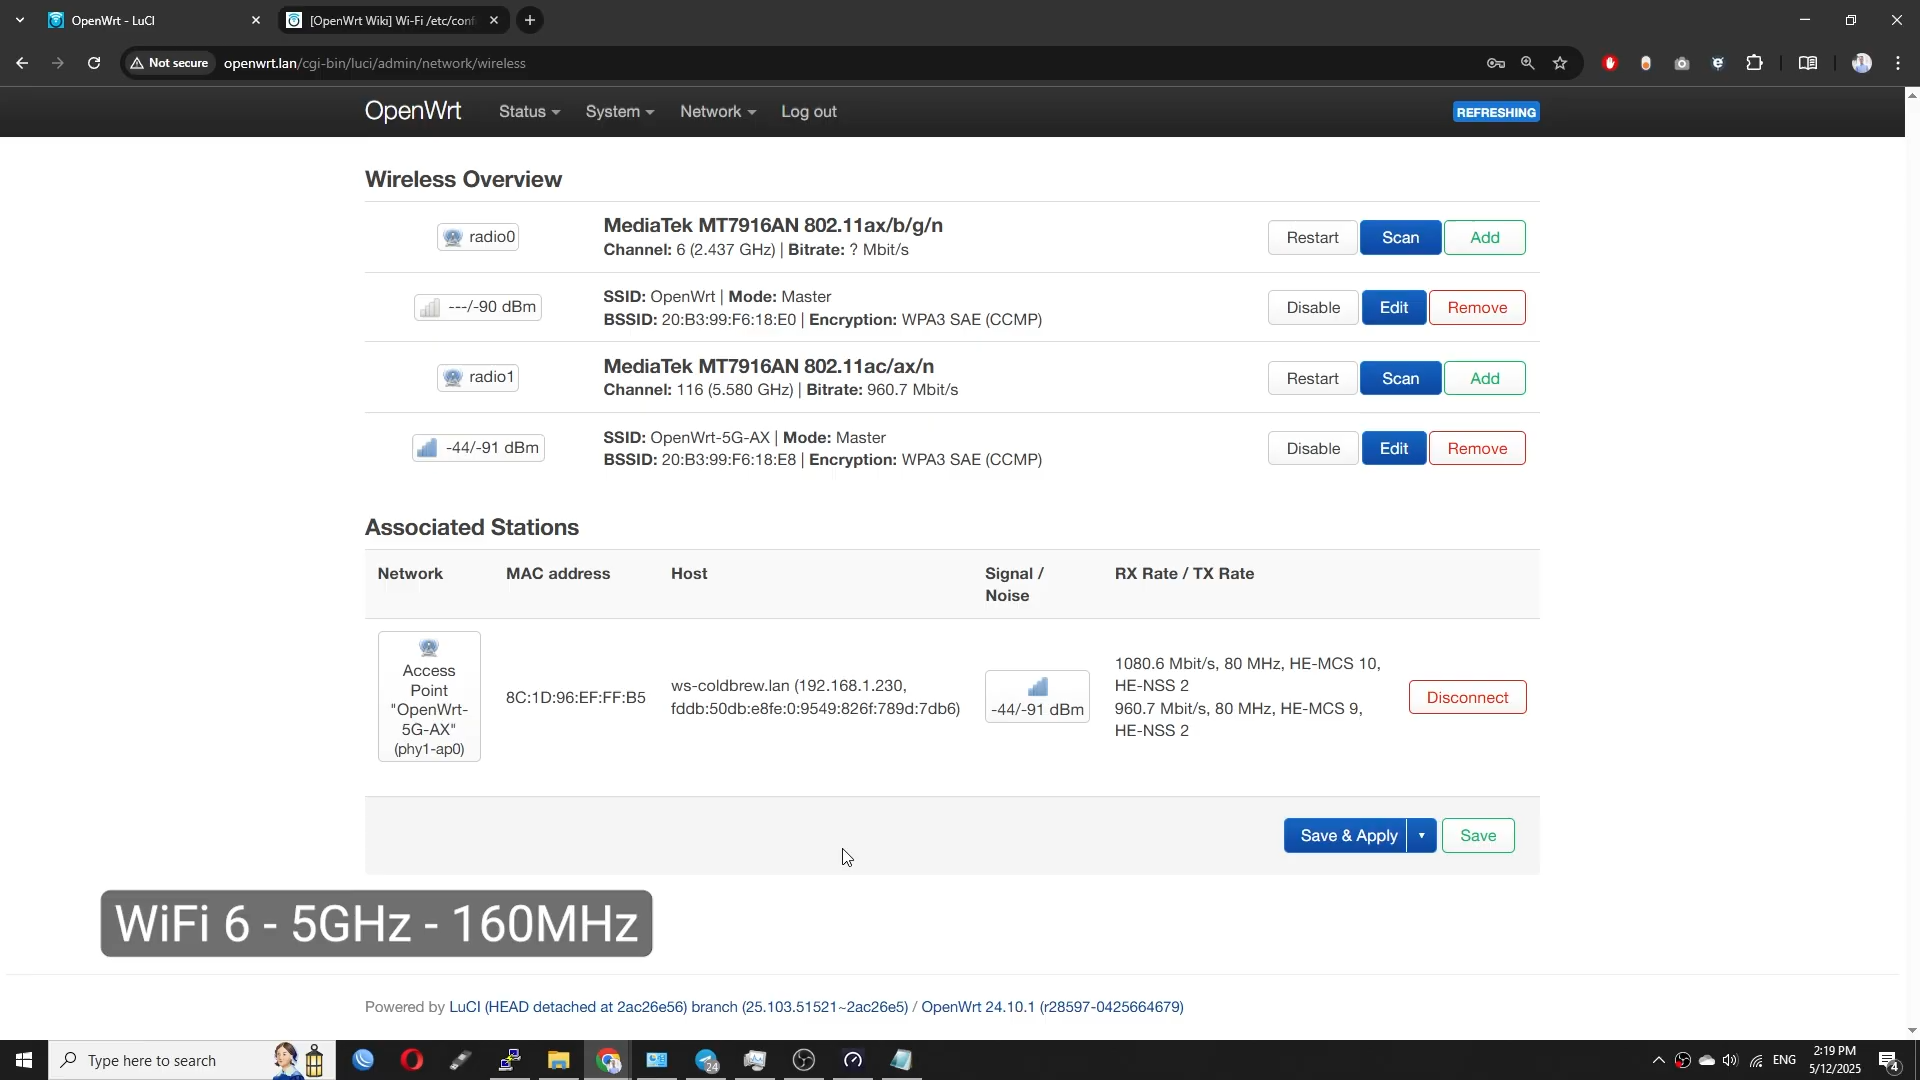 OpenWrt - LuCI
[OpenWrt Wiki] Wi-Fi /etc/conf
Not secure
openwrt.lan/cgi-bin/luci/admin/network/wireless
OpenWrt
Status
System
Network
Log out
REFRESHING
Wireless Overview
radio0
MediaTek MT7916AN 802.11ax/b/g/n
Channel: 6 (2.437 GHz) | Bitrate: ? Mbit/s
Restart
Scan
Add
---/-90 dBm
SSID: OpenWrt | Mode: Master
BSSID: 20:B3:99:F6:18:E0 | Encryption: WPA3 SAE (CCMP)
Disable
Edit
Remove
radio1
MediaTek MT7916AN 802.11ac/ax/n
Channel: 116 (5.580 GHz) | Bitrate: 960.7 Mbit/s
Restart
Scan
Add
-44/-91 dBm
SSID: OpenWrt-5G-AX | Mode: Master
BSSID: 20:B3:99:F6:18:E8 | Encryption: WPA3 SAE (CCMP)
Disable
Edit
Remove
Associated Stations
Network
MAC address
Host
Signal /
Noise
RX Rate / TX Rate
Access
Point
"OpenWrt-
5G-AX"
(phy1-ap0)
8C:1D:96:EF:FF:B5
ws-coldbrew.lan (192.168.1.230,
fddb:50db:e8fe:0:9549:826f:789d:7db6)
-44/-91 dBm
1080.6 Mbit/s, 80 MHz, HE-MCS 10,
HE-NSS 2
960.7 Mbit/s, 80 MHz, HE-MCS 9,
HE-NSS 2
Disconnect
Save & Apply
Save
WiFi 6 - 5GHz - 160MHz
Powered by LuCI (HEAD detached at 2ac26e56) branch (25.103.51521~2ac26e5) / OpenWrt 24.10.1 (r28597-0425664679)
Type here to search
24
ENG
2:19 PM
5/12/2025
4